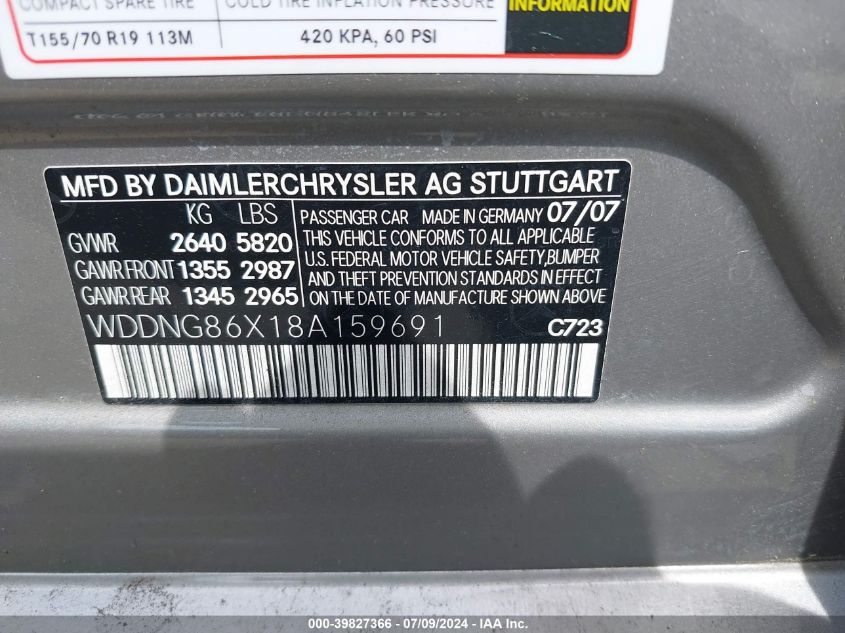 COMPACT SPARE TIRE COLD TIRE INFLATION PRESSURE INFORMATION
T155/70 R19 113M 420 KPA, 60 PSI
MFD BY DAIMLERCHRYSLER AG STUTTGART
KG LBS
GVWR 2640 5820
GAWR FRONT 1355 2987
GAWR REAR 1345 2965
PASSENGER CAR MADE IN GERMANY 07/07
THIS VEHICLE CONFORMS TO ALL APPLICABLE
U.S. FEDERAL MOTOR VEHICLE SAFETY,BUMPER
AND THEFT PREVENTION STANDARDS IN EFFECT
ON THE DATE OF MANUFACTURE SHOWN ABOVE
WDDNG86X18A159691 C723
000-39827366 - 07/09/2024 - IAA Inc.